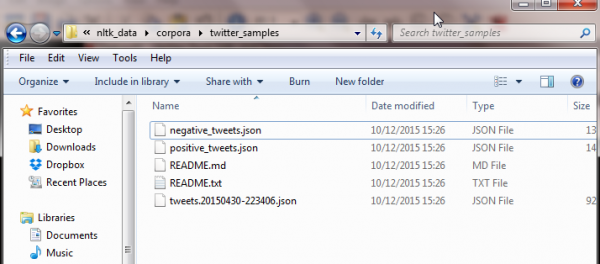 « nltk_data corpora twitter_samples Search twitter_samples
File Edit View Tools Help
Organize Include in library Share with Burn New folder
Name Date modified Type Size
Favorites
Desktop
Downloads
Dropbox
Recent Places
Libraries
Documents
Music
negative_tweets.json 10/12/2015 15:26 JSON File 13
positive_tweets.json 10/12/2015 15:26 JSON File 14
README.md 10/12/2015 15:26 MD File
README.txt 10/12/2015 15:26 TXT File
tweets.20150430-223406.json 10/12/2015 15:26 JSON File 92